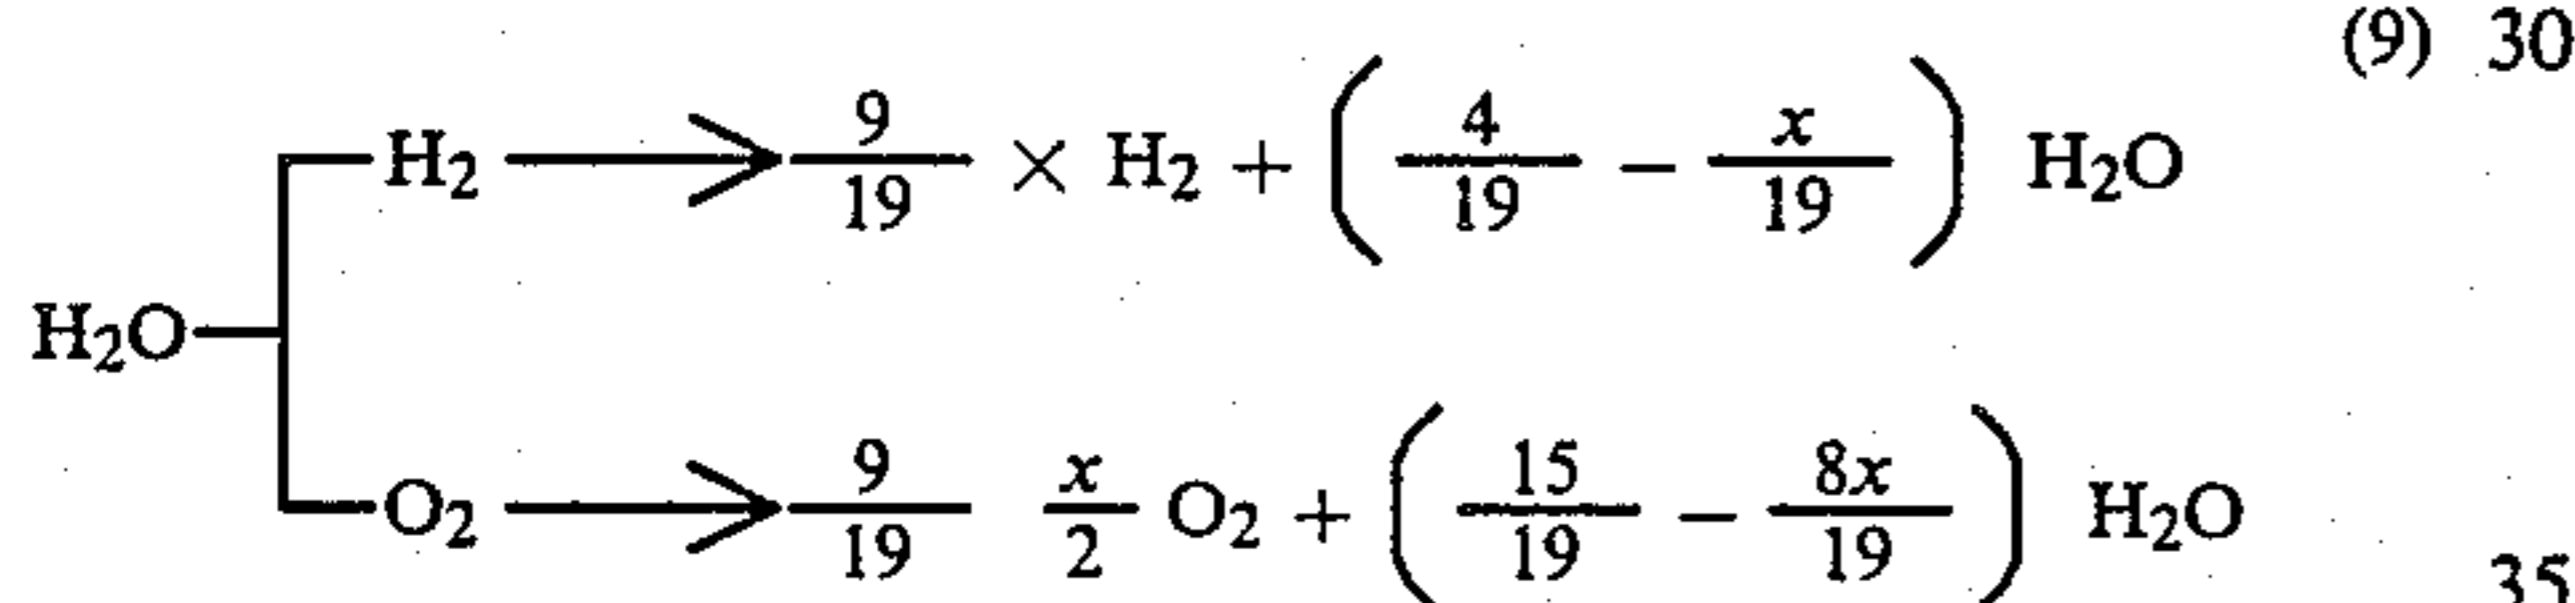 (9) 30
H₂ → 9/19 × H₂ + (4/19 − x/19) H₂O
H₂O
O₂ → 9/19 x/2 O₂ + (15/19 − 8x/19) H₂O
35